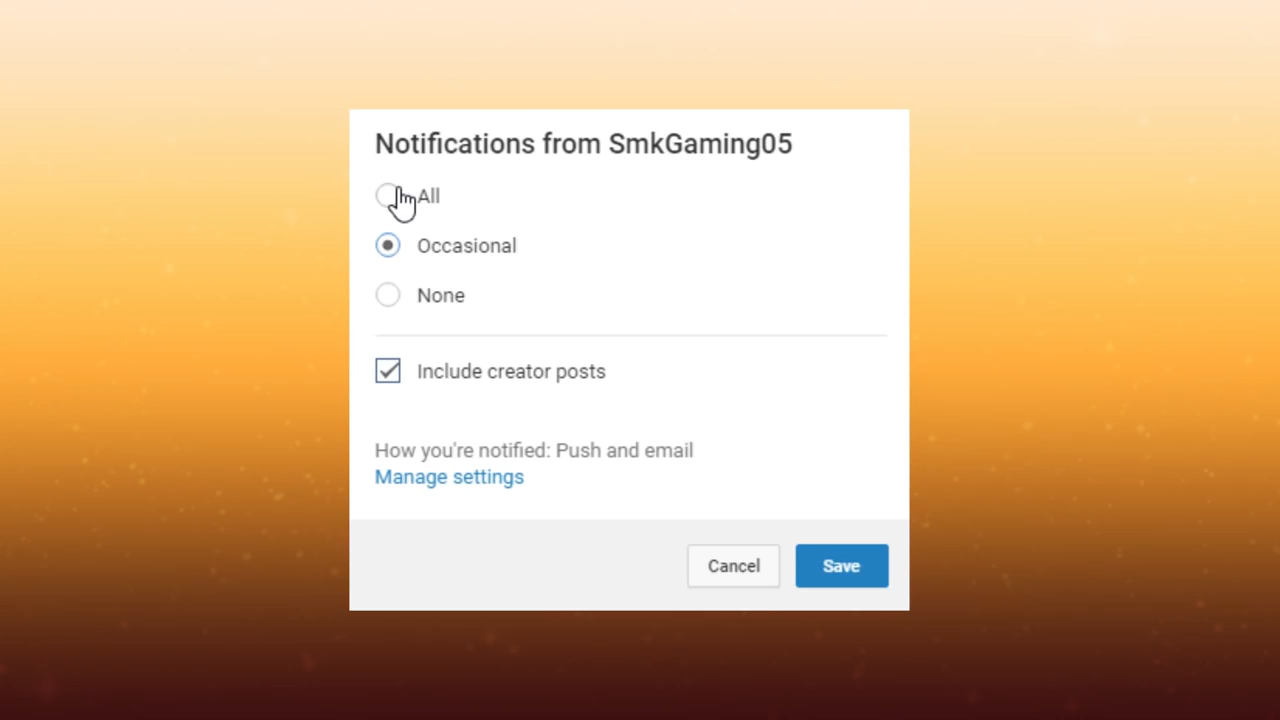 Notifications from SmkGaming05
All
Occasional
None
Include creator posts
How you're notified: Push and email
Manage settings
Cancel
Save